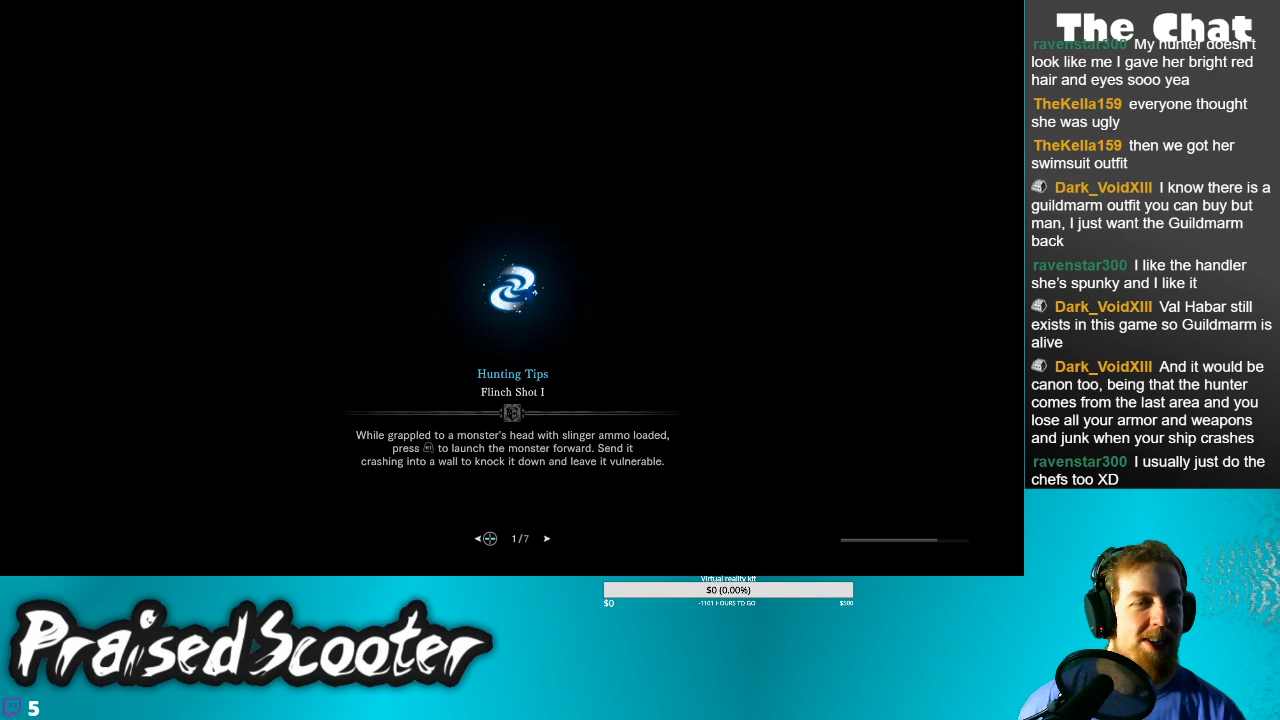 The Chat
ravenstar300 My hunter doesn't
look like me I gave her bright red
hair and eyes sooo yea
TheKella159 everyone thought
she was ugly
TheKella159 then we got her
swimsuit outfit
Dark_VoidXIII I know there is a
guildmarm outfit you can buy but
man, I just want the Guildmarm
back
ravenstar300 I like the handler
she's spunky and I like it
Dark_VoidXIII Val Habar still
exists in this game so Guildmarm is
alive
Dark_VoidXIII And it would be
canon too, being that the hunter
comes from the last area and you
lose all your armor and weapons
and junk when your ship crashes
ravenstar300 I usually just do the
chefs too XD
Hunting Tips
Flinch Shot I
While grappled to a monster's head with slinger ammo loaded,
press to launch the monster forward. Send it
crashing into a wall to knock it down and leave it vulnerable.
1/7
Virtual reality kit
$0 (0.00%)
$0 -1101 HOURS TO GO $500
PraisedScooter
5